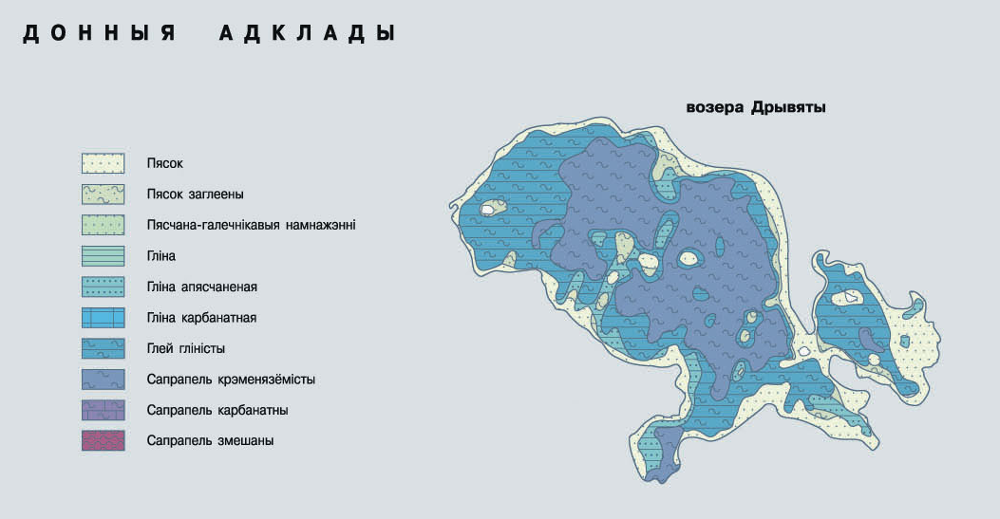 ДОННЫЯ АДКЛАДЫ
возера Дрывяты
Пясок
Пясок заглеены
Пясчана-галечнікавыя намнажэнні
Гліна
Гліна апясчаненая
Гліна карбанатная
Глей гліністы
Сапрапель крэменязёмісты
Сапрапель карбанатны
Сапрапель змешаны